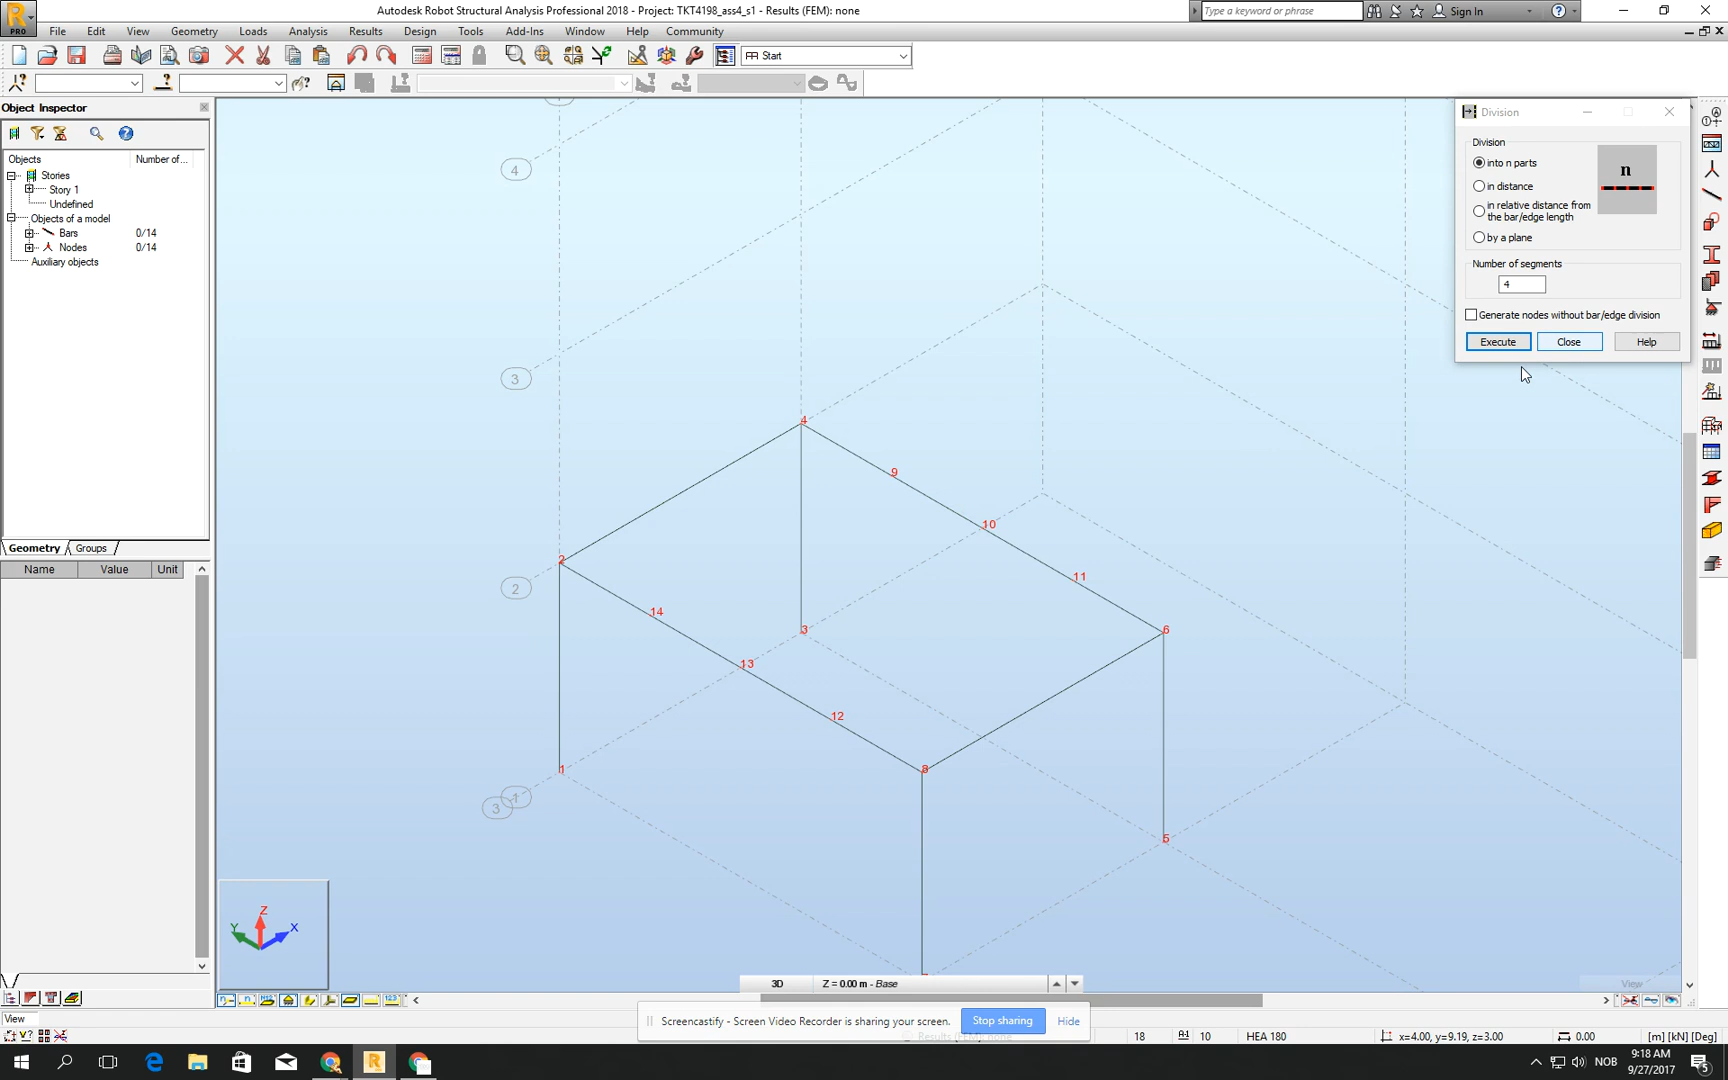 PRO
Autodesk Robot Structural Analysis Professional 2018 - Project: TKT4198_ass4_s1 - Results (FEM): none
Type a keyword or phrase
Sign In
File Edit View Geometry Loads Analysis Results Design Tools Add-Ins Window Help Community
Start
Object Inspector
Objects Number of...
Stories
Story 1
Undefined
Objects of a model
Bars 0/14
Nodes 0/14
Auxiliary objects
Geometry Groups
Name Value Unit
4
3
2
1
3
4
9
10
11
6
2
14
13
12
8
3
1
5
Division
Division
into n parts
n
in distance
in relative distance from
the bar/edge length
by a plane
Number of segments
4
Generate nodes without bar/edge division
Execute Close Help
Z
Y X
3D Z = 0.00 m - Base
View
View
Screencastify - Screen Video Recorder is sharing your screen. Stop sharing Hide
18 10 HEA 180 x=4.00, y=9.19, z=3.00 0.00 [m] [kN] [Deg]
NOB
9:18 AM
9/27/2017
5